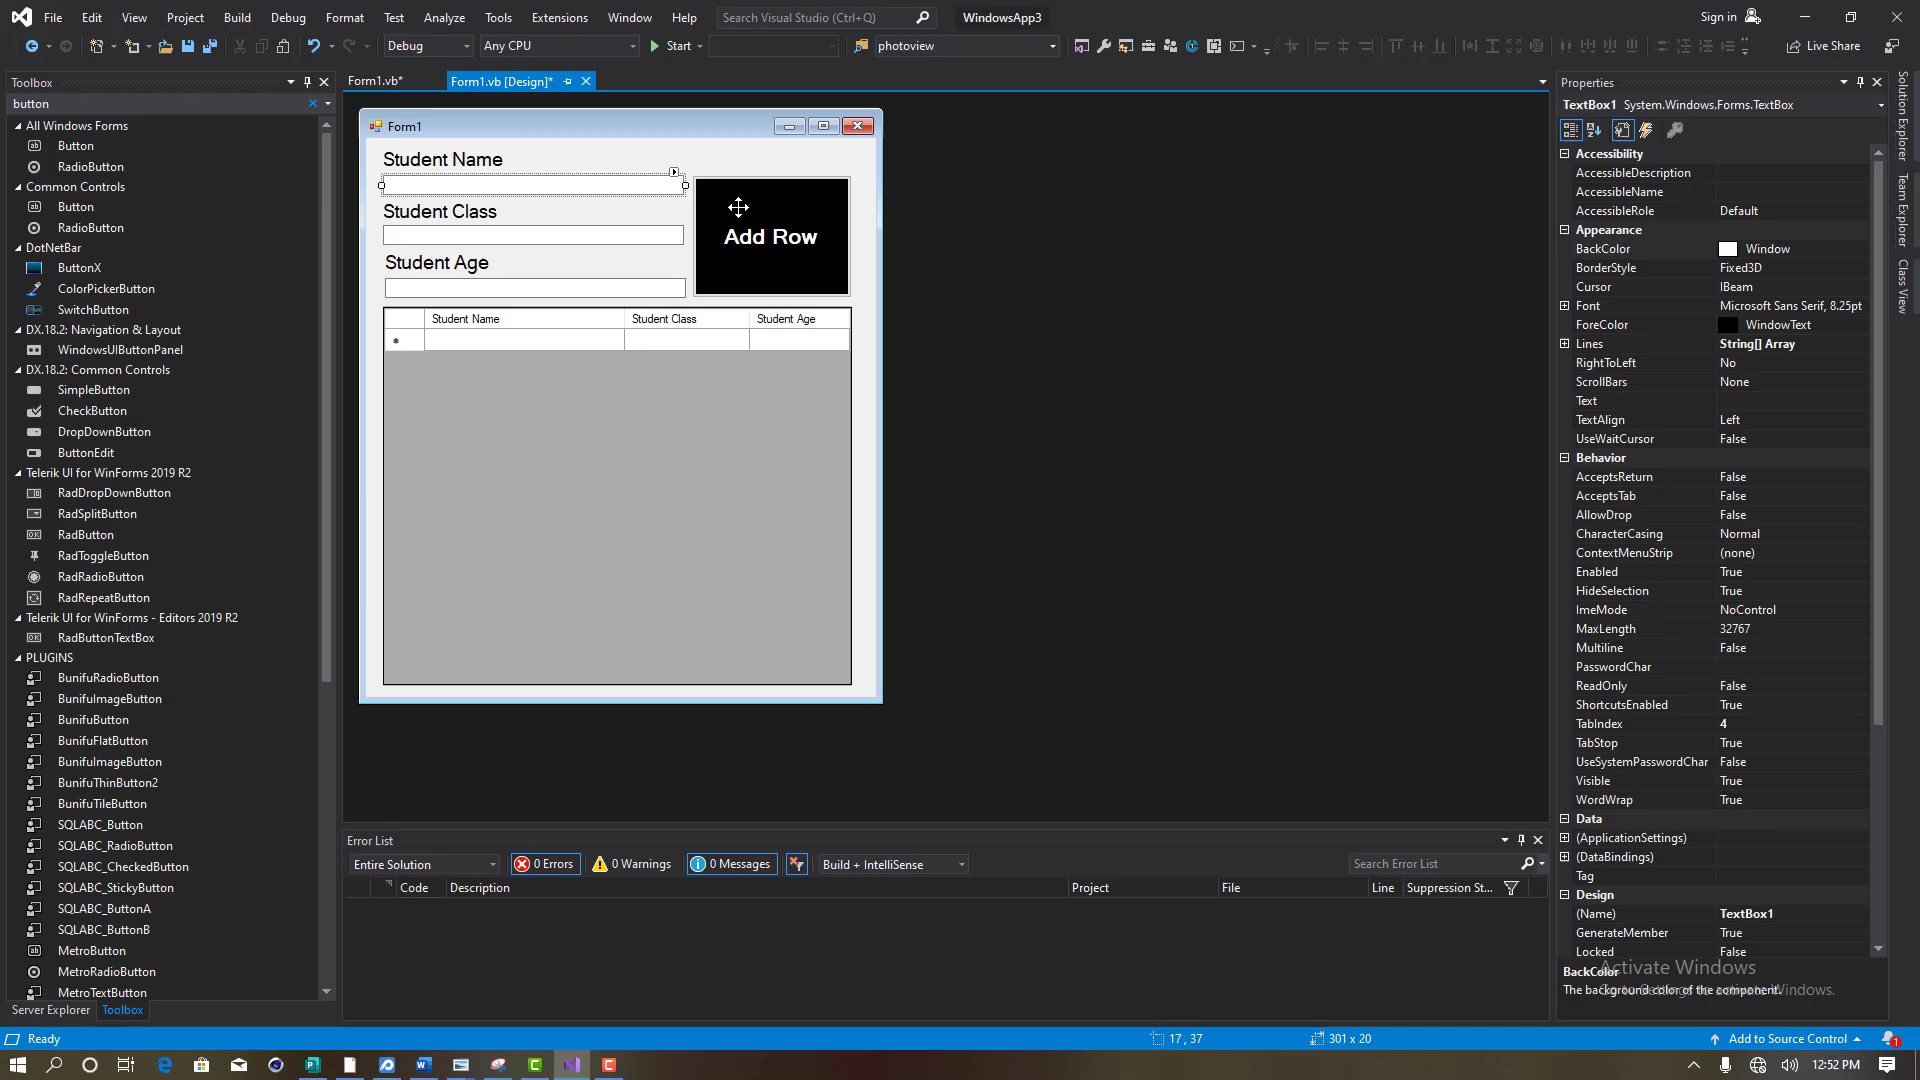 File Edit View Project Build Debug Format Test Analyze Tools Extensions Window Help Search Visual Studio (Ctrl+Q) WindowsApp3 Sign in
Debug Any CPU Start photoview Live Share
Toolbox
button
All Windows Forms
Button
RadioButton
Common Controls
Button
RadioButton
DotNetBar
ButtonX
ColorPickerButton
SwitchButton
DX.18.2: Navigation & Layout
WindowsUIButtonPanel
DX.18.2: Common Controls
SimpleButton
CheckButton
DropDownButton
ButtonEdit
Telerik UI for WinForms 2019 R2
RadDropDownButton
RadSplitButton
RadButton
RadToggleButton
RadRadioButton
RadRepeatButton
Telerik UI for WinForms - Editors 2019 R2
RadButtonTextBox
PLUGINS
BunifuRadioButton
BunifuImageButton
BunifuButton
BunifuFlatButton
BunifuImageButton
BunifuThinButton2
BunifuTileButton
SQLABC_Button
SQLABC_RadioButton
SQLABC_CheckedButton
SQLABC_StickyButton
SQLABC_ButtonA
SQLABC_ButtonB
MetroButton
MetroRadioButton
MetroTextButton
Server Explorer Toolbox
Form1.vb* Form1.vb [Design]*
Form1
Student Name
Student Class
Student Age
Add Row
Student Name Student Class Student Age
Error List
Entire Solution 0 Errors 0 Warnings 0 Messages Build + IntelliSense Search Error List
Code Description Project File Line Suppression St...
Properties
TextBox1 System.Windows.Forms.TextBox
Accessibility
AccessibleDescription
AccessibleName
AccessibleRole Default
Appearance
BackColor Window
BorderStyle Fixed3D
Cursor IBeam
Font Microsoft Sans Serif, 8.25pt
ForeColor WindowText
Lines String[] Array
RightToLeft No
ScrollBars None
Text
TextAlign Left
UseWaitCursor False
Behavior
AcceptsReturn False
AcceptsTab False
AllowDrop False
CharacterCasing Normal
ContextMenuStrip (none)
Enabled True
HideSelection True
ImeMode NoControl
MaxLength 32767
Multiline False
PasswordChar
ReadOnly False
ShortcutsEnabled True
TabIndex 4
TabStop True
UseSystemPasswordChar False
Visible True
WordWrap True
Data
(ApplicationSettings)
(DataBindings)
Tag
Design
(Name) TextBox1
GenerateMember True
Locked False
BackColor
The background color of the component.
Activate Windows
Go to Settings to activate Windows.
Solution Explorer
Team Explorer
Class View
Ready 17 , 37 301 x 20 Add to Source Control 1
12:52 PM